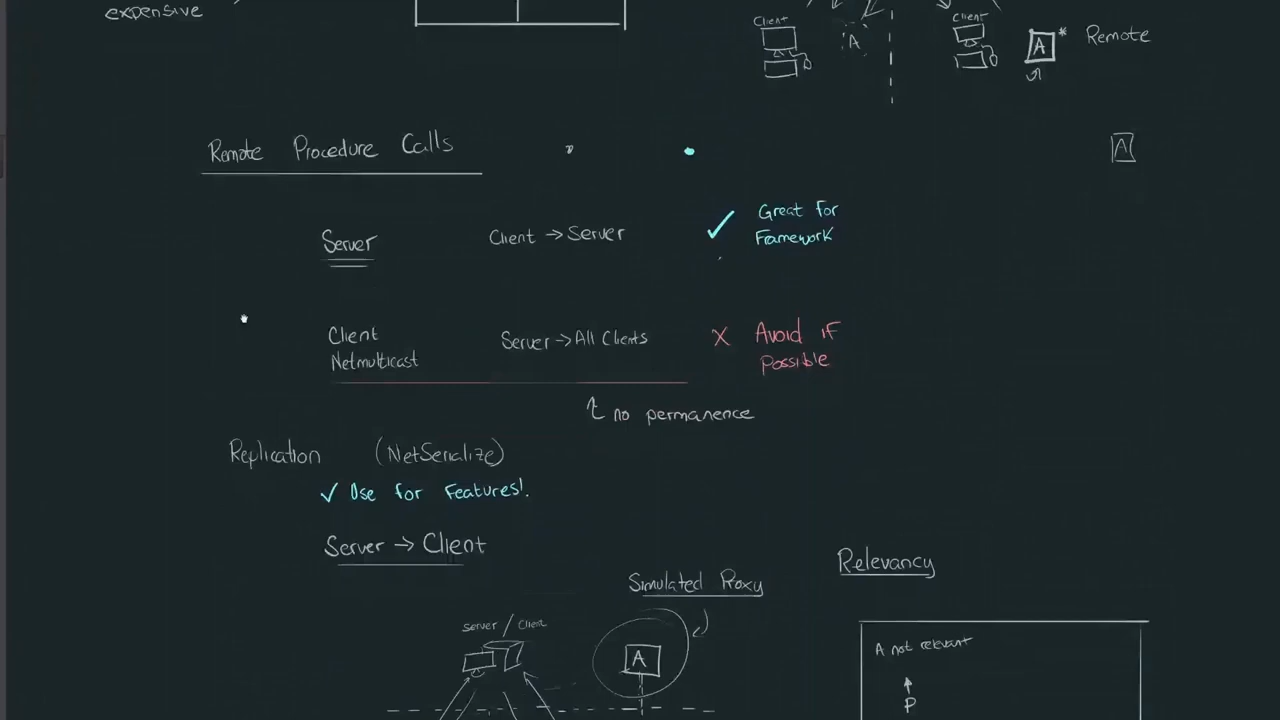 expensive
Client
A
Client
A
* Remote
Remote Procedure Calls
A
Server
Client → Server
✓ Great for
Framework
Client
Netmulticast
Server → All Clients
X Avoid if
possible
no permanence
Replication (NetSerialize)
✓ Use for Features!
Server → Client
Simulated Proxy
Relevancy
Server / Client
A
A not relevant
P